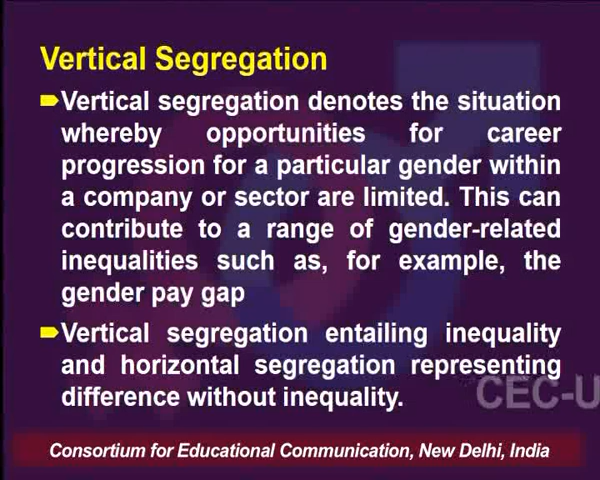 Vertical Segregation
Vertical segregation denotes the situation
whereby opportunities for career
progression for a particular gender within
a company or sector are limited. This can
contribute to a range of gender-related
inequalities such as, for example, the
gender pay gap
Vertical segregation entailing inequality
and horizontal segregation representing
difference without inequality.
CEC-U
Consortium for Educational Communication, New Delhi, India